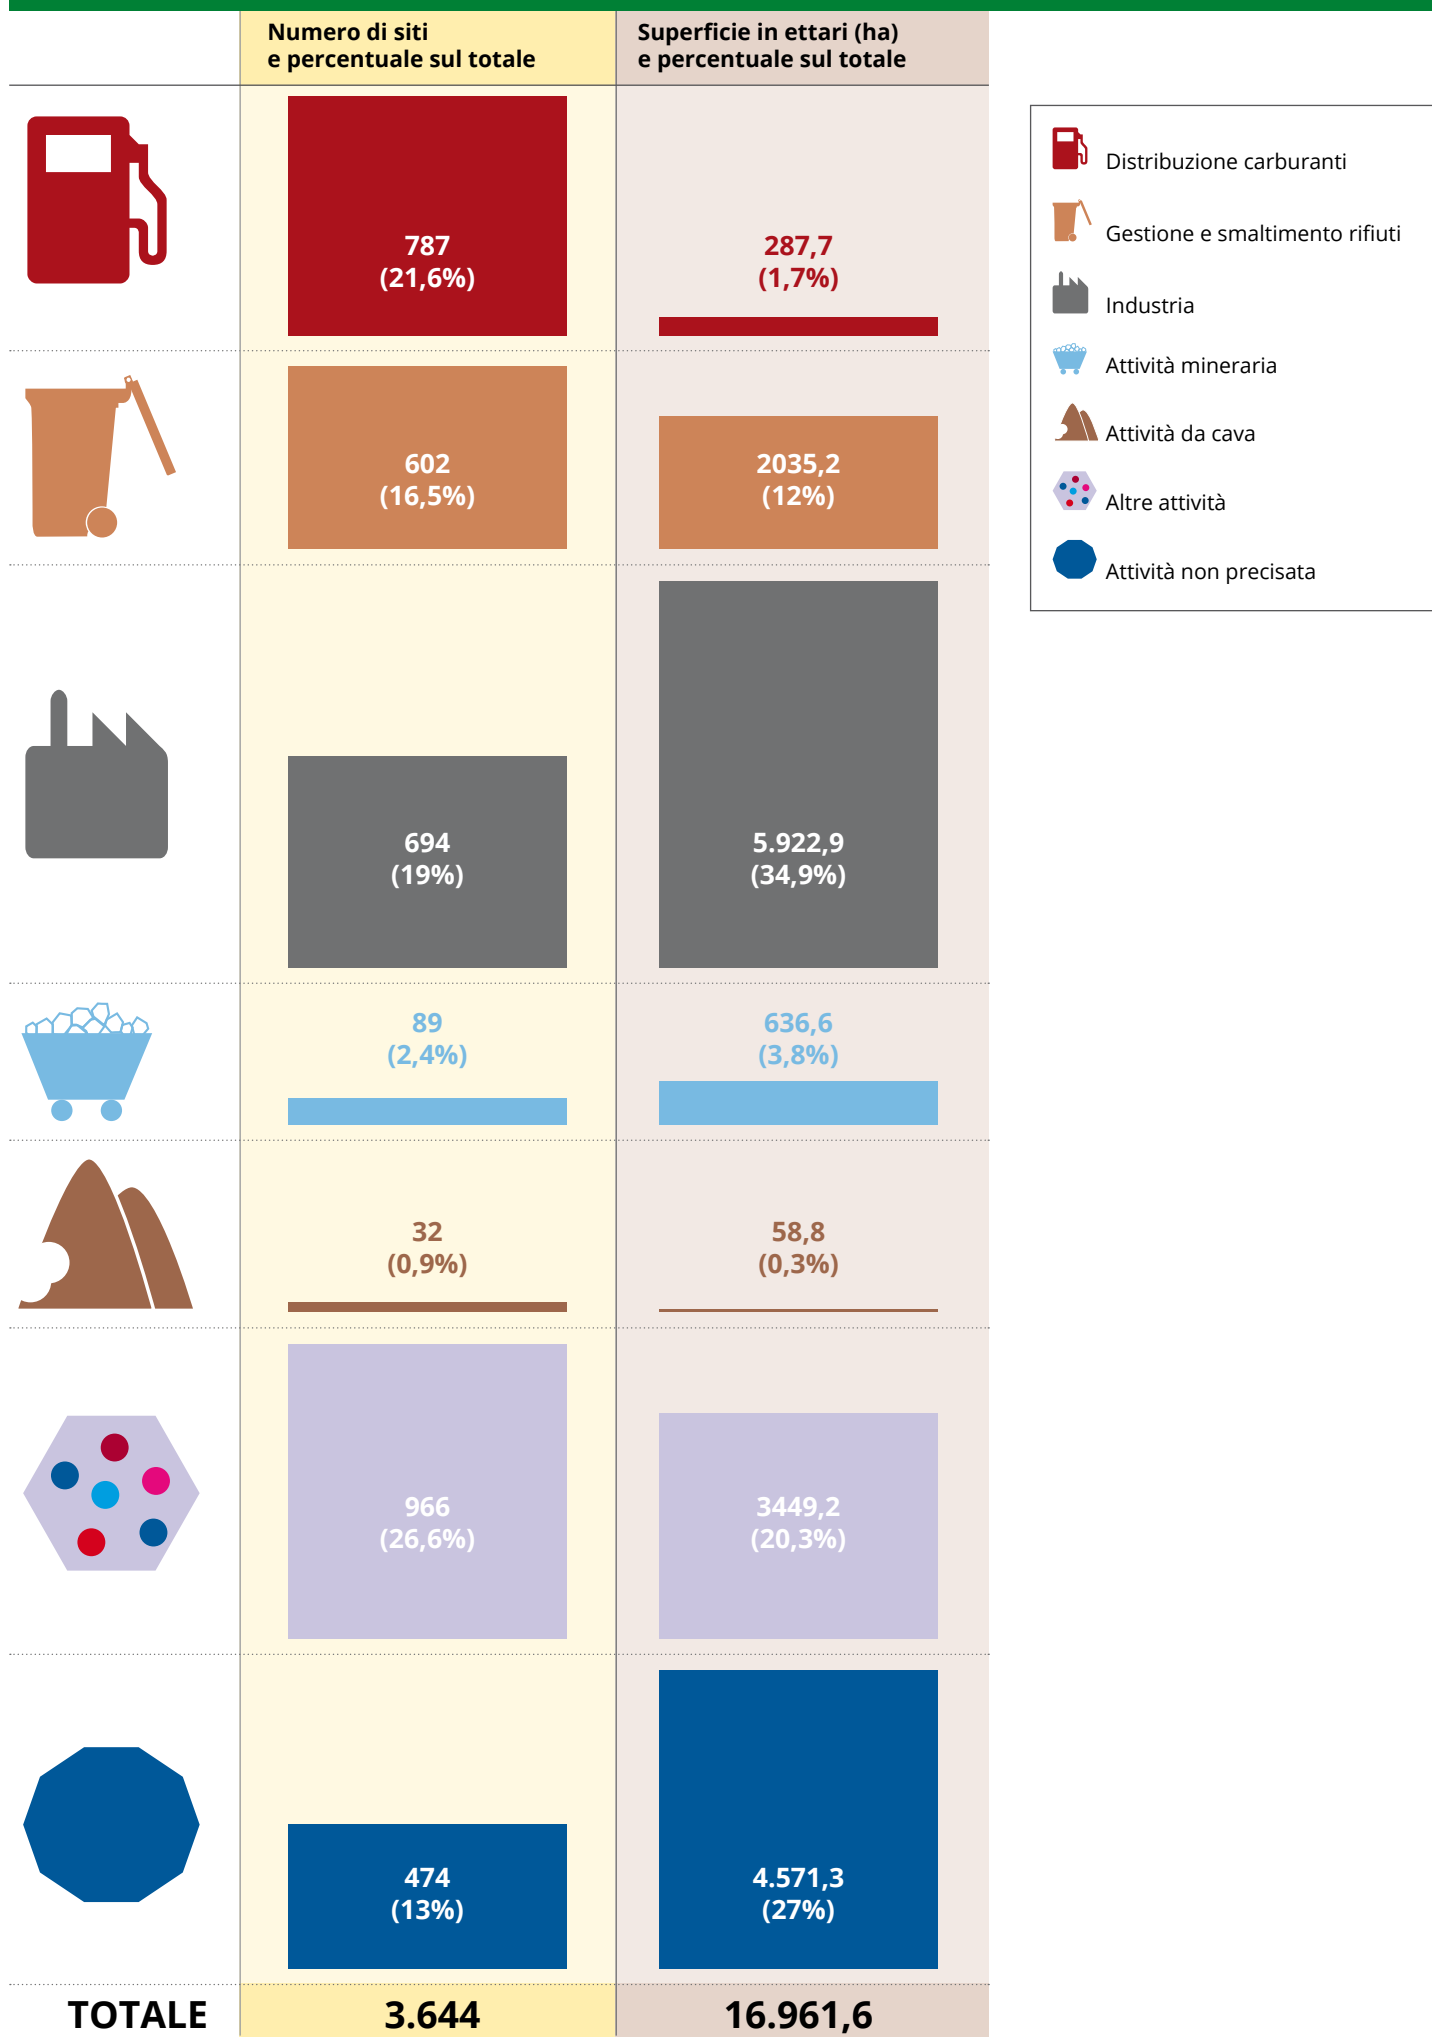 Numero di siti
e percentuale sul totale
Superficie in ettari (ha)
e percentuale sul totale
787
(21,6%)
287,7
(1,7%)
602
(16,5%)
2035,2
(12%)
694
(19%)
5.922,9
(34,9%)
89
(2,4%)
636,6
(3,8%)
32
(0,9%)
58,8
(0,3%)
966
(26,6%)
3449,2
(20,3%)
474
(13%)
4.571,3
(27%)
TOTALE
3.644
16.961,6
Distribuzione carburanti
Gestione e smaltimento rifiuti
Industria
Attività mineraria
Attività da cava
Altre attività
Attività non precisata